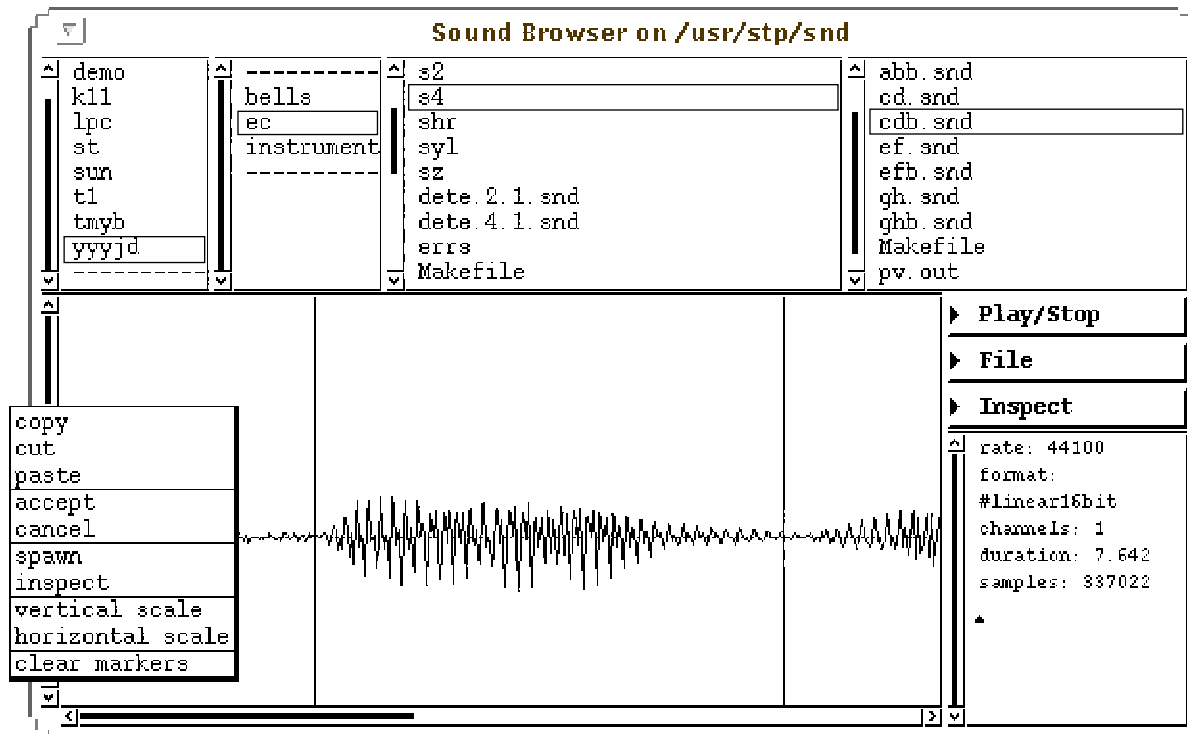 Sound Browser on /usr/stp/snd
demo
k11
lpc
st
sun
t1
tmyb
yyyjd
bells
ec
instrument
s2
s4
shr
syl
sz
dete.2.1.snd
dete.4.1.snd
errs
Makefile
abb.snd
cd.snd
cdb.snd
ef.snd
efb.snd
gh.snd
ghb.snd
Makefile
pv.out
Play/Stop
File
Inspect
copy
cut
paste
accept
cancel
spawn
inspect
vertical scale
horizontal scale
clear markers
rate: 44100
format:
#linear16bit
channels: 1
duration: 7.642
samples: 337022